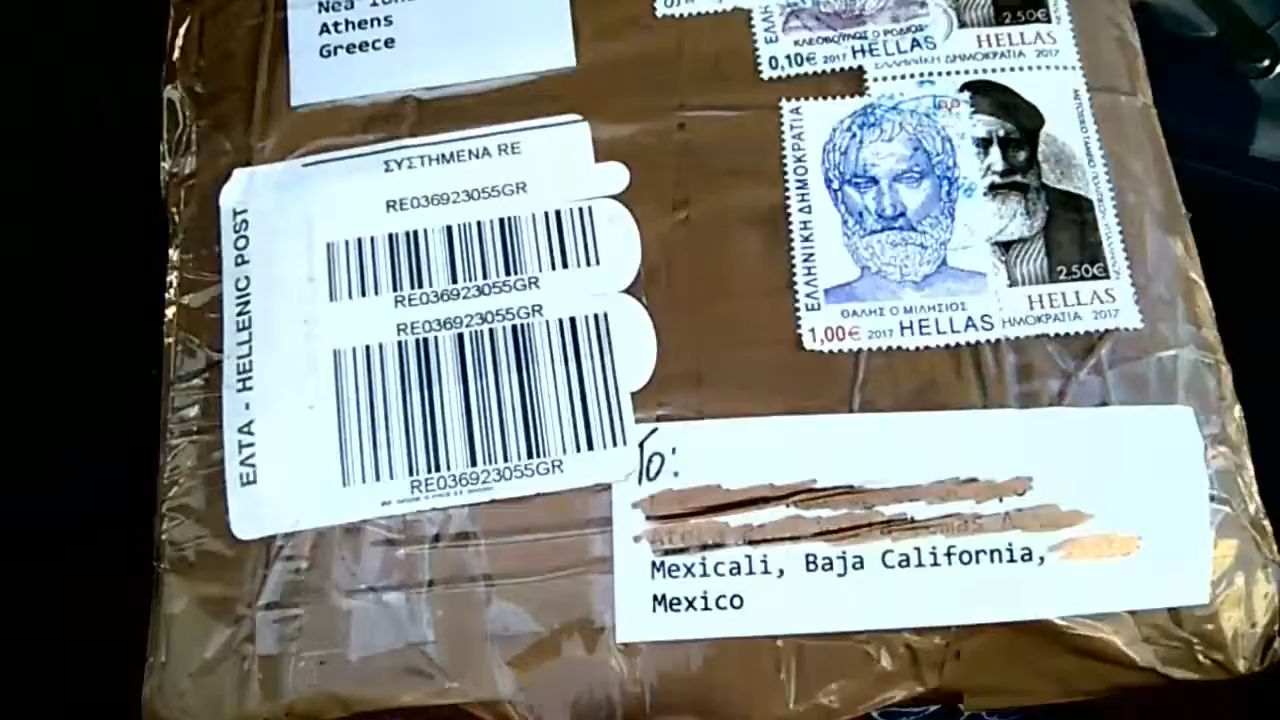 Nea
Athens
Greece
ΚΛΕΟΒΟΥΛΟΣ Ο ΡΟΔΙΟΣ
0,10€ 2017 HELLAS
2.50€
HELLAS
ΕΛΛΗΝΙΚΗ ΔΗΜΟΚΡΑΤΙΑ 2017
ΕΛΛΗΝΙΚΗ ΔΗΜΟΚΡΑΤΙΑ
ΘΑΛΗΣ Ο ΜΙΛΗΣΙΟΣ
1,00€ 2017 HELLAS
2.50€
HELLAS
ΗΜΟΚΡΑΤΙΑ 2017
ΕΛΤΑ - HELLENIC POST
ΣΥΣΤΗΜΕΝΑ RE
RE036923055GR
RE036923055GR
RE036923055GR
RE036923055GR
To:
Mexicali, Baja California,
Mexico